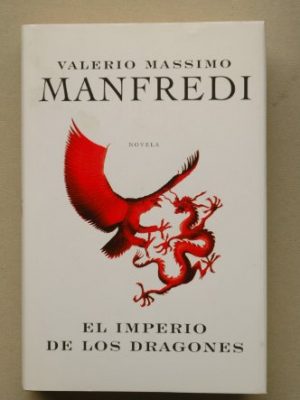 VALERIO MASSIMO
MANFREDI
NOVELA
EL IMPERIO
DE LOS DRAGONES